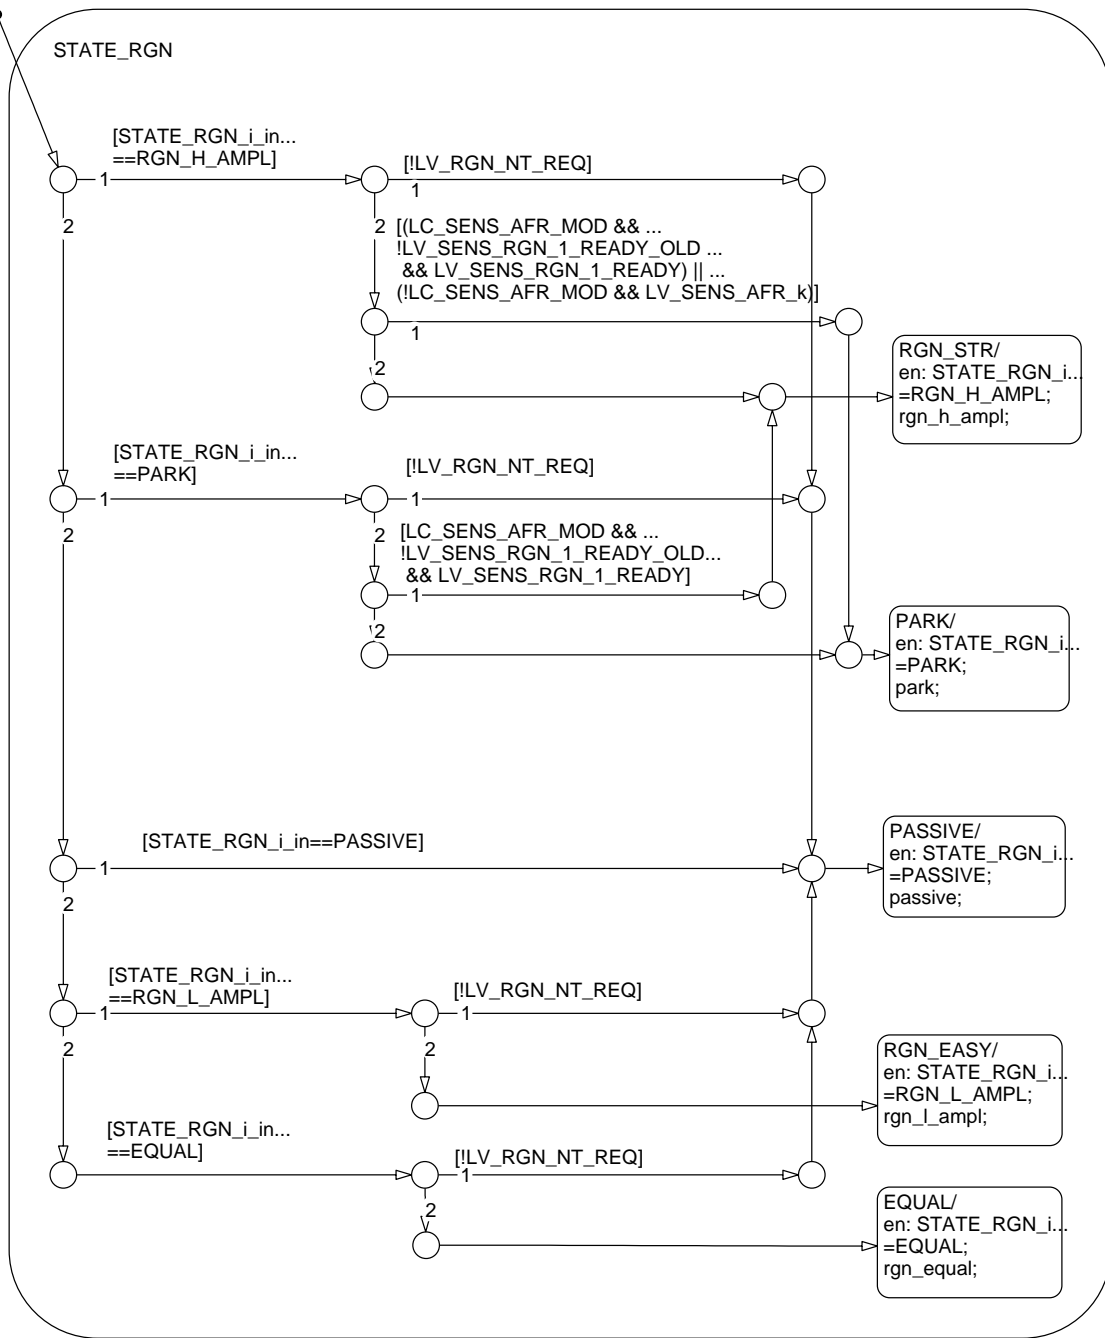 STATE_RGN
[STATE_RGN_i_in...
==RGN_H_AMPL]
1
2
[!LV_RGN_NT_REQ]
1
2
[(LC_SENS_AFR_MOD && ...
!LV_SENS_RGN_1_READY_OLD ...
&& LV_SENS_RGN_1_READY) || ...
(!LC_SENS_AFR_MOD && LV_SENS_AFR_k)]
1
2
RGN_STR/
en: STATE_RGN_i...
=RGN_H_AMPL;
rgn_h_ampl;
[STATE_RGN_i_in...
==PARK]
1
2
[!LV_RGN_NT_REQ]
1
2
[LC_SENS_AFR_MOD && ...
!LV_SENS_RGN_1_READY_OLD...
&& LV_SENS_RGN_1_READY]
1
2
PARK/
en: STATE_RGN_i...
=PARK;
park;
[STATE_RGN_i_in==PASSIVE]
1
2
PASSIVE/
en: STATE_RGN_i...
=PASSIVE;
passive;
[STATE_RGN_i_in...
==RGN_L_AMPL]
1
2
[!LV_RGN_NT_REQ]
1
2
RGN_EASY/
en: STATE_RGN_i...
=RGN_L_AMPL;
rgn_l_ampl;
[STATE_RGN_i_in...
==EQUAL]
[!LV_RGN_NT_REQ]
1
2
EQUAL/
en: STATE_RGN_i...
=EQUAL;
rgn_equal;